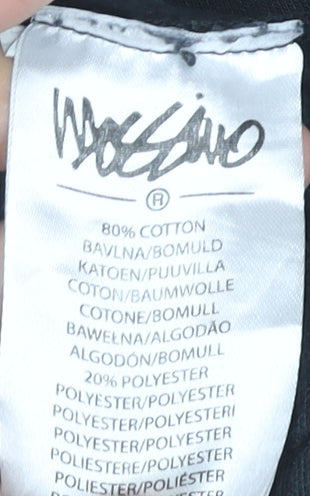 Mossimo
®
80% COTTON
BAVLNA/BOMULD
KATOEN/PUUVILLA
COTON/BAUMWOLLE
COTONE/BOMULL
BAWEŁNA/ALGODÃO
ALGODÓN/BOMULL
20% POLYESTER
POLYESTER/POLYESTER
POLYESTER/POLYESTERI
POLYESTER/POLYESTER
POLIESTERE/POLYESTER
POLIESTER/POLIÉSTER
POLYESTER